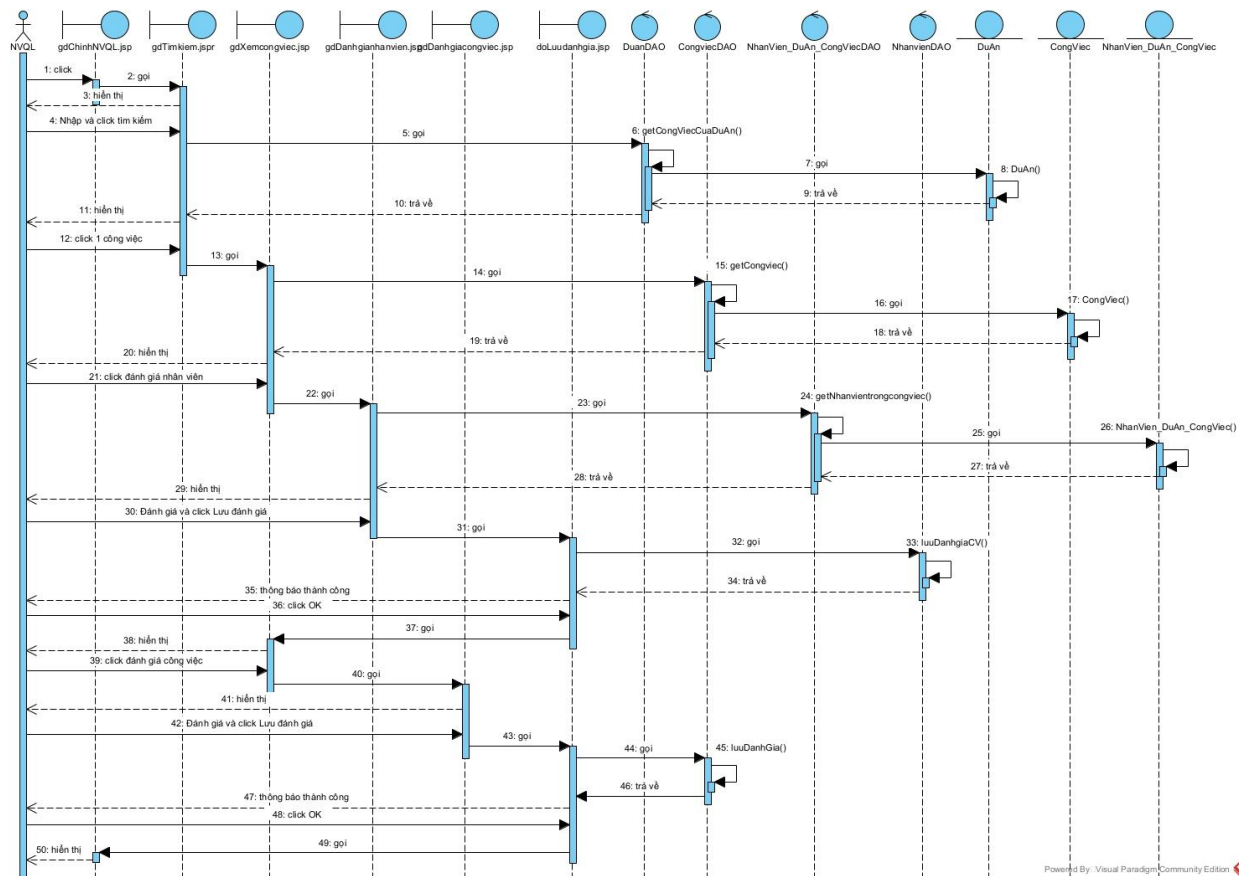 NVQL
gdChinhNVQL.jsp
gdTimkiem.jspr
gdXemcongviec.jsp
gdDanhgianhanvien.jsp
gdDanhgiacongviec.jsp
doLuudanhgia.jsp
DuanDAO
CongviecDAO
NhanVien_DuAn_CongViecDAO
NhanvienDAO
DuAn
CongViec
NhanVien_DuAn_CongViec
1: click
2: gọi
3: hiển thị
4: Nhập và click tìm kiếm
5: gọi
6: getCongViecCuaDuAn()
7: gọi
8: DuAn()
9: trả về
10: trả về
11: hiển thị
12: click 1 công việc
13: gọi
14: gọi
15: getCongviec()
16: gọi
17: CongViec()
18: trả về
19: trả về
20: hiển thị
21: click đánh giá nhân viên
22: gọi
23: gọi
24: getNhanvientrongcongviec()
25: gọi
26: NhanVien_DuAn_CongViec()
27: trả về
28: trả về
29: hiển thị
30: Đánh giá và click Lưu đánh giá
31: gọi
32: gọi
33: luuDanhgiaCV()
34: trả về
35: thông báo thành công
36: click OK
37: gọi
38: hiển thị
39: click đánh giá công việc
40: gọi
41: hiển thị
42: Đánh giá và click Lưu đánh giá
43: gọi
44: gọi
45: luuDanhGia()
46: trả về
47: thông báo thành công
48: click OK
49: gọi
50: hiển thị
Powered By Visual Paradigm Community Edition